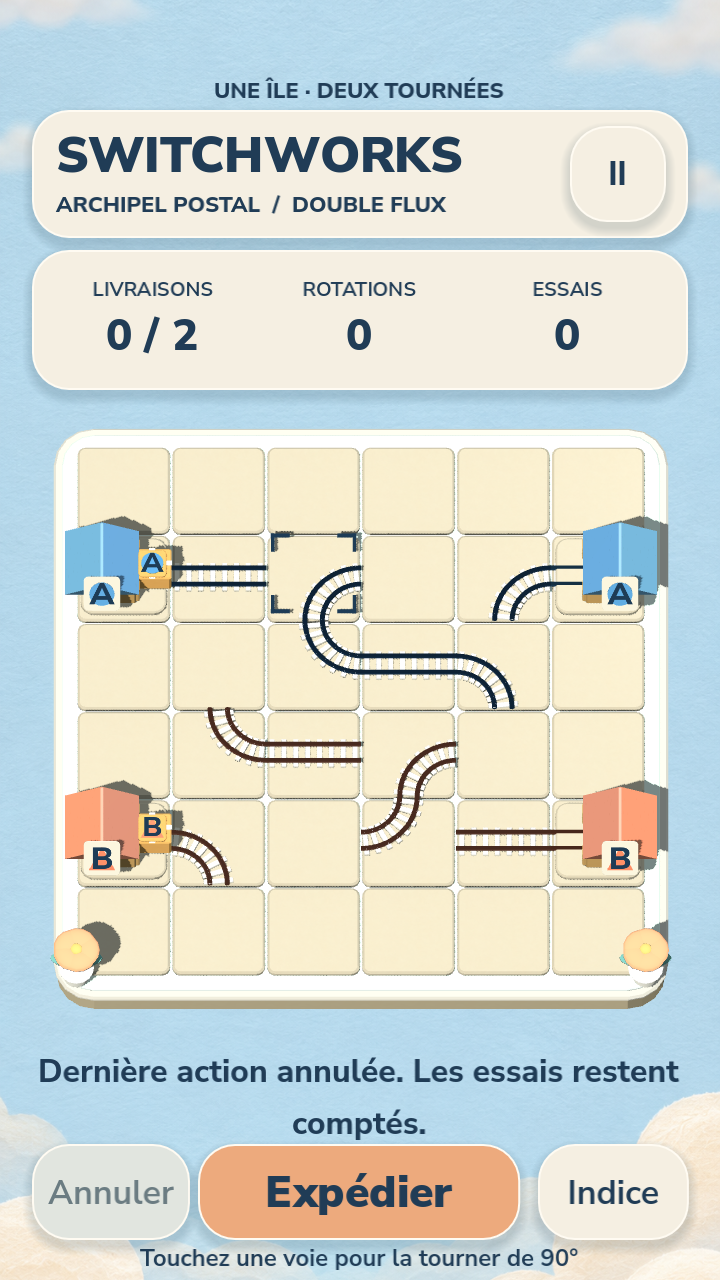 UNE ÎLE · DEUX TOURNÉES
SWITCHWORKS
ARCHIPEL POSTAL / DOUBLE FLUX
LIVRAISONS
ROTATIONS
ESSAIS
0 / 2
0
0
A
A
A
B
B
B
Dernière action annulée. Les essais restent
comptés.
Annuler
Expédier
Indice
Touchez une voie pour la tourner de 90°